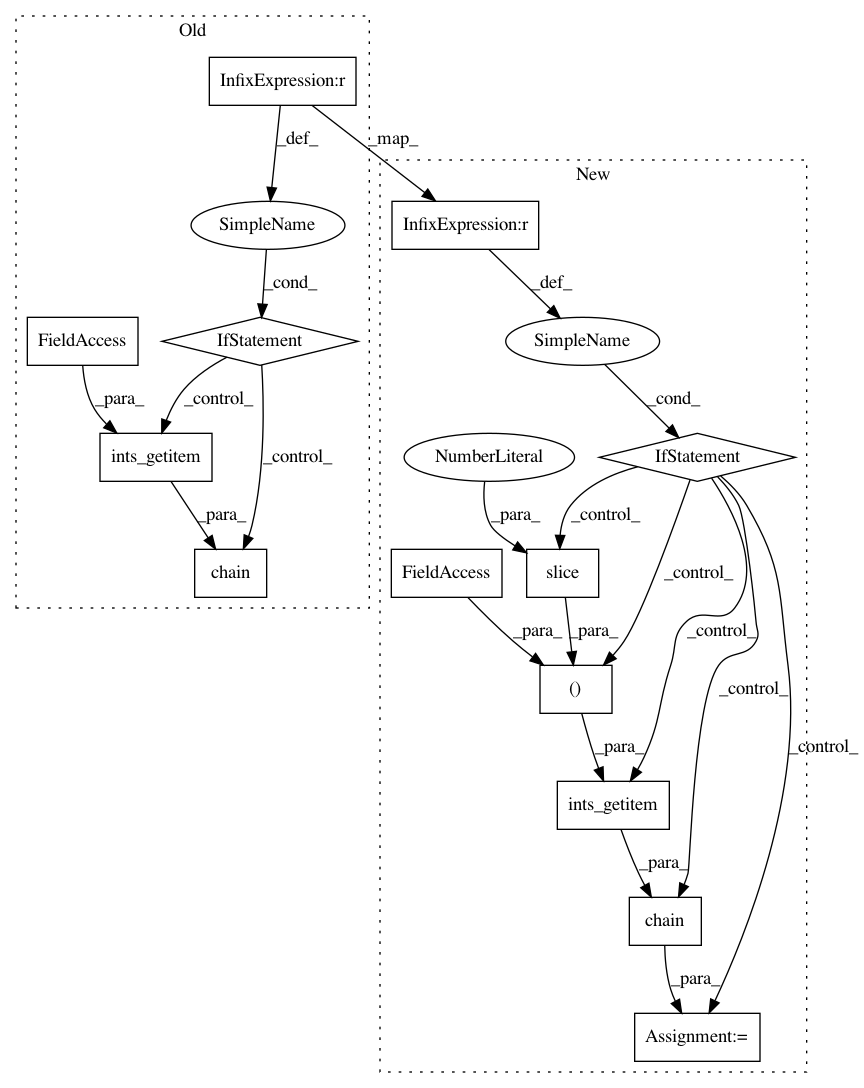 Old
InfixExpression:r
_def_
_map_
New
SimpleName
InfixExpression:r
_cond_
_def_
FieldAccess
IfStatement
SimpleName
_para_
_control_
_cond_
ints_getitem
_control_
NumberLiteral
IfStatement
_para_
_para_
_control_
chain
FieldAccess
slice
_control_
_para_
_para_
_control_
()
_control_
_para_
_control_
ints_getitem
_para_
chain
_para_
Assignment:=